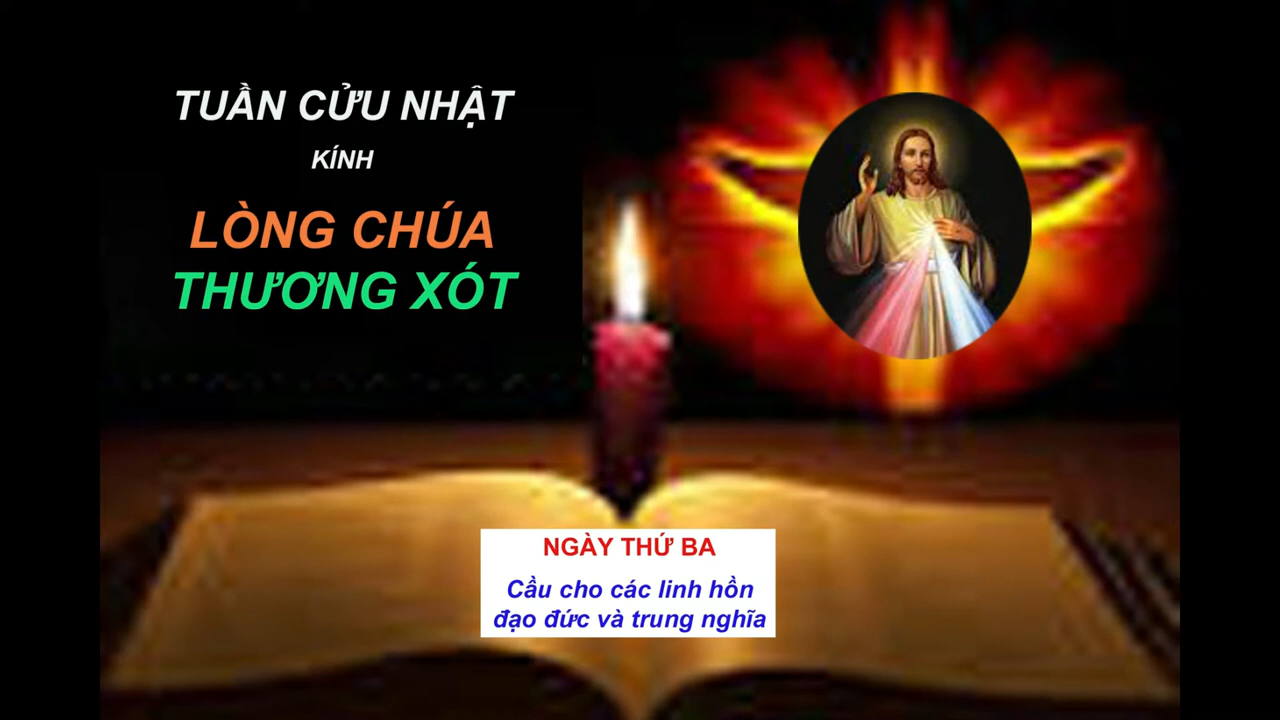 TUẦN CỬU NHẬT
KÍNH
LÒNG CHÚA
THƯƠNG XÓT
NGÀY THỨ BA
Cầu cho các linh hồn
đạo đức và trung nghĩa